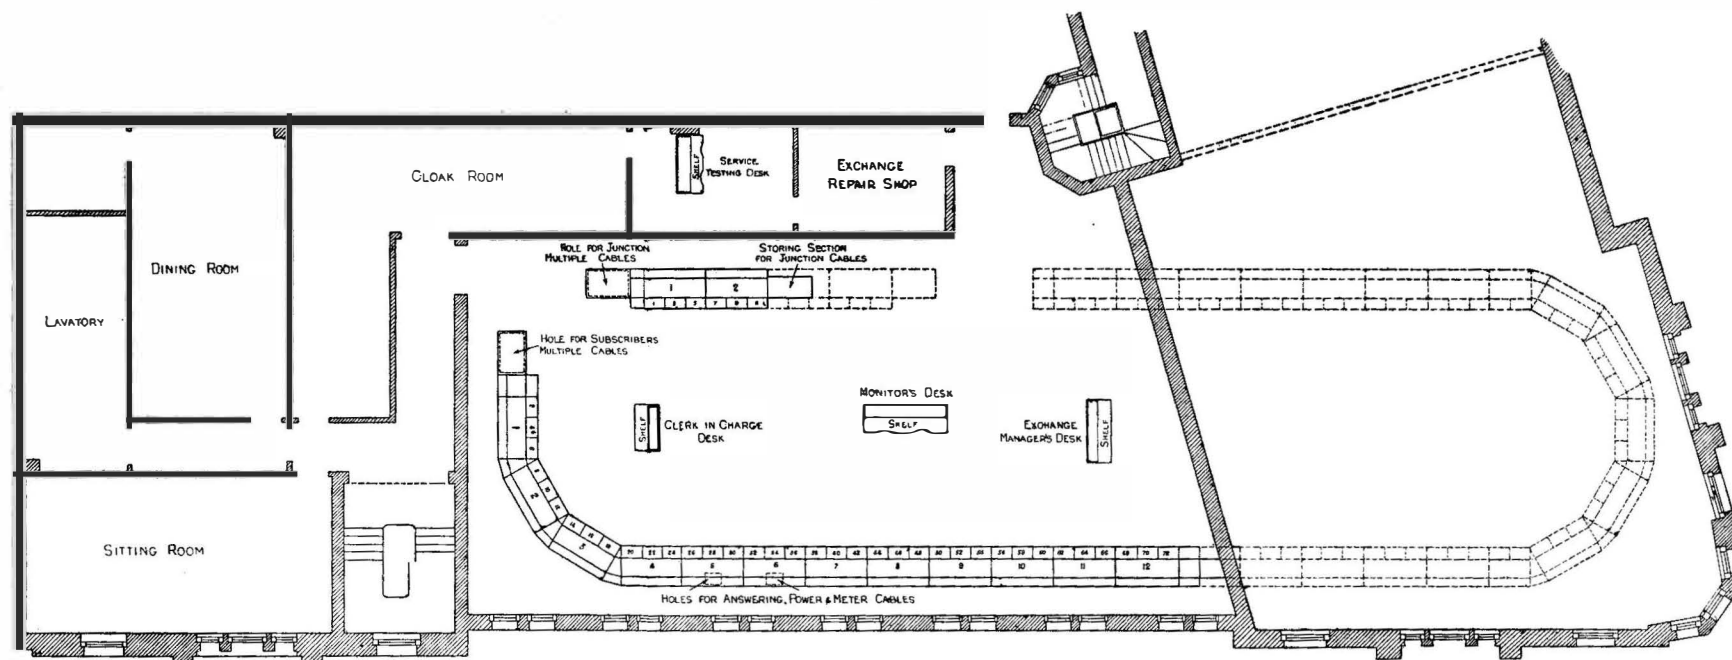 CLOAK ROOM
SHELF
SERVICE
TESTING DESK
EXCHANGE
REPAIR SHOP
DINING ROOM
LAVATORY
SITTING ROOM
HOLE FOR JUNCTION
MULTIPLE CABLES
STORING SECTION
FOR JUNCTION CABLES
1
2
HOLE FOR SUBSCRIBERS
MULTIPLE CABLES
1
3
SHELF
CLERK IN CHARGE
DESK
MONITOR'S DESK
SHELF
EXCHANGE
MANAGER'S DESK
SHELF
4 5 6 7 8 9 10 11 12
HOLES FOR ANSWERING, POWER & METER CABLES